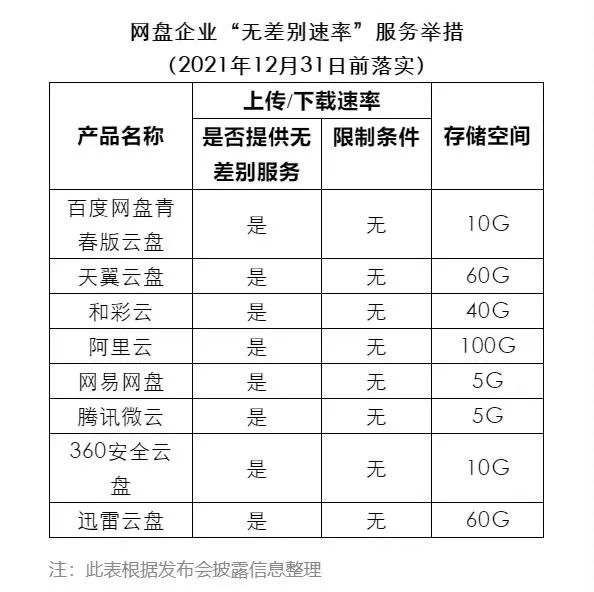 网盘企业“无差别速率”服务举措
（2021年12月31日前落实）
产品名称 上传/下载速率 存储空间
是否提供无 限制条件
差别服务
百度网盘青
春版云盘 是 无 10G
天翼云盘 是 无 60G
和彩云 是 无 40G
阿里云 是 无 100G
网易网盘 是 无 5G
腾讯微云 是 无 5G
360安全云
盘 是 无 10G
迅雷云盘 是 无 60G
注：此表根据发布会披露信息整理